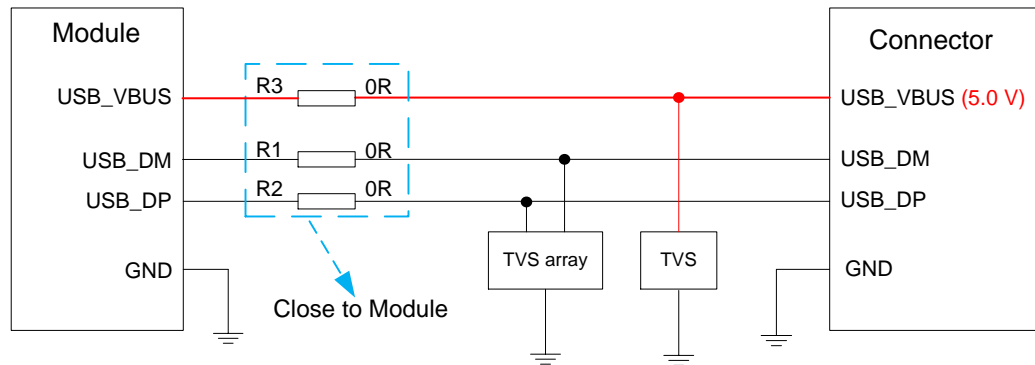 Module
Connector
R3 0R
USB_VBUS
USB_VBUS (5.0 V)
R1 0R
USB_DM
USB_DM
R2 0R
USB_DP
USB_DP
TVS array
TVS
GND
GND
Close to Module